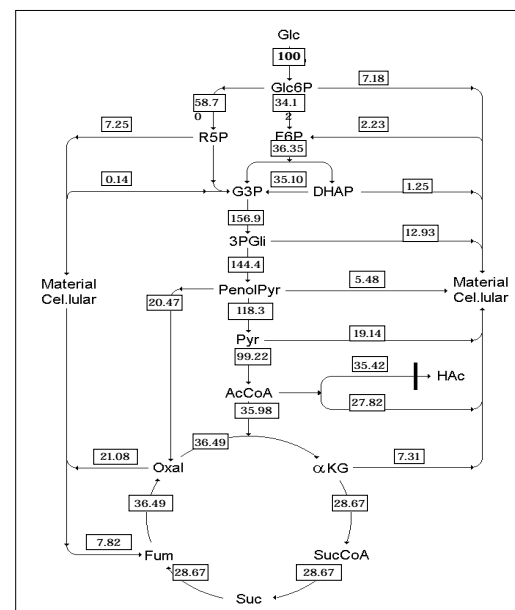 Glc
100
Glc6P
7.18
58.7
0
34.1
2
7.25
R5P
F6P
2.23
36.35
0.14
G3P
35.10
DHAP
1.25
156.9
3PGli
12.93
144.4
Material
Cel.lular
20.47
PenolPyr
5.48
Material
Cel.lular
118.3
Pyr
19.14
99.22
35.42
HAc
AcCoA
27.82
35.98
36.49
21.08
Oxal
αKG
7.31
36.49
28.67
7.82
Fum
SucCoA
28.67
28.67
Suc